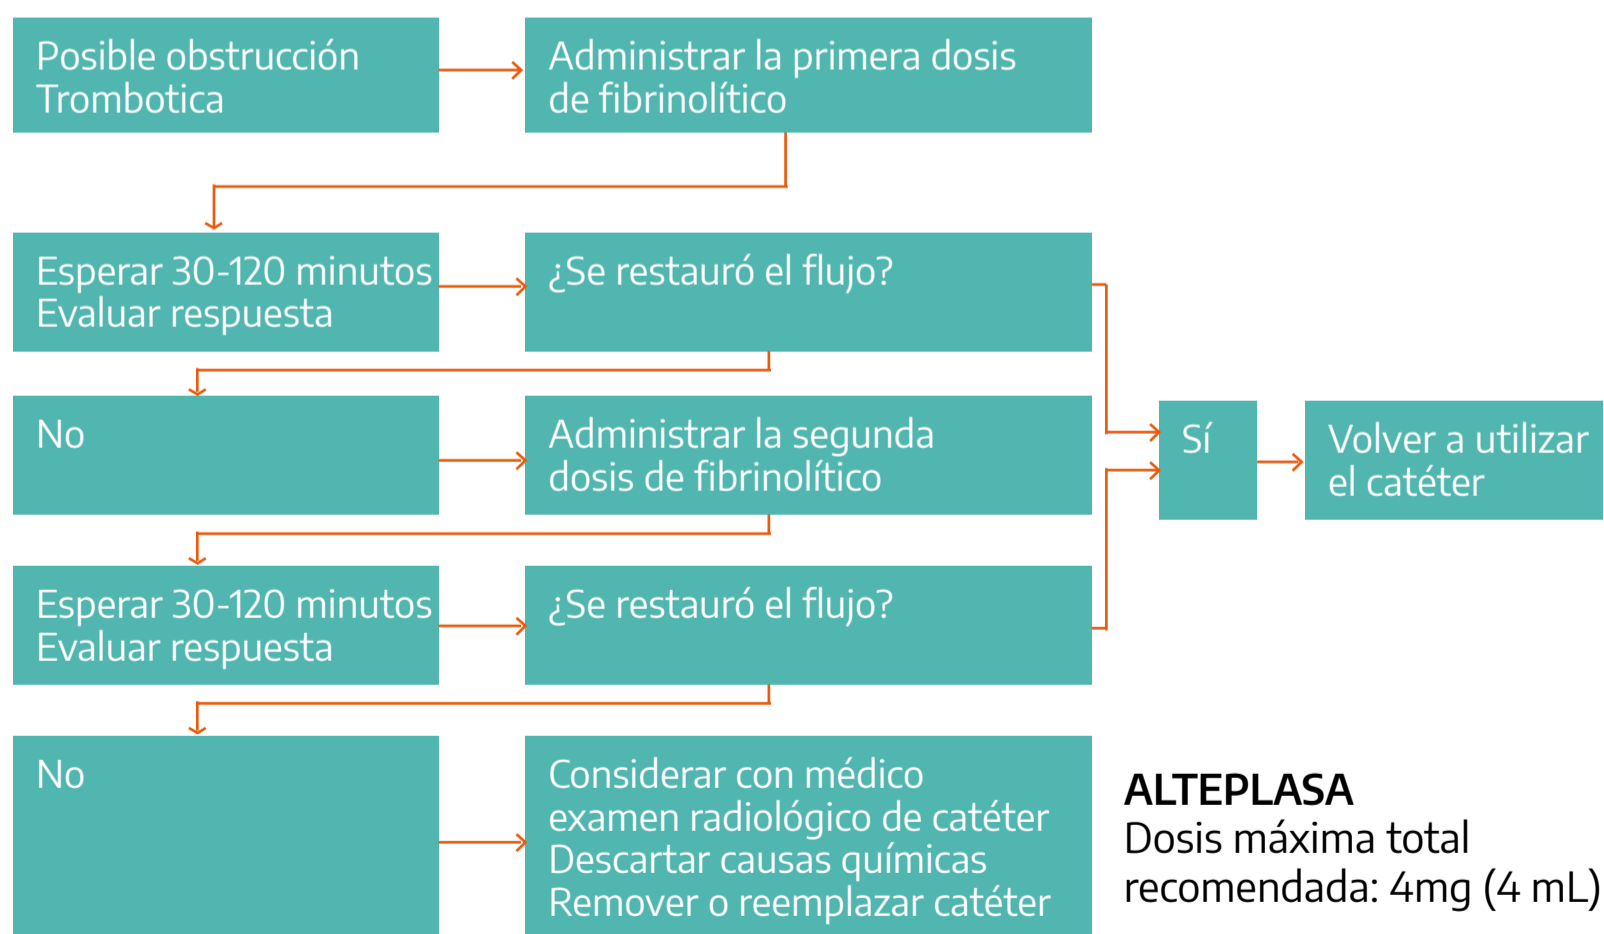 Posible obstrucción
Trombotica
Administrar la primera dosis
de fibrinolítico
Esperar 30-120 minutos
Evaluar respuesta
¿Se restauró el flujo?
No
Administrar la segunda
dosis de fibrinolítico
Sí
Volver a utilizar
el catéter
Esperar 30-120 minutos
Evaluar respuesta
¿Se restauró el flujo?
No
Considerar con médico
examen radiológico de catéter
Descartar causas químicas
Remover o reemplazar catéter
ALTEPLASA
Dosis máxima total
recomendada: 4mg (4 mL)